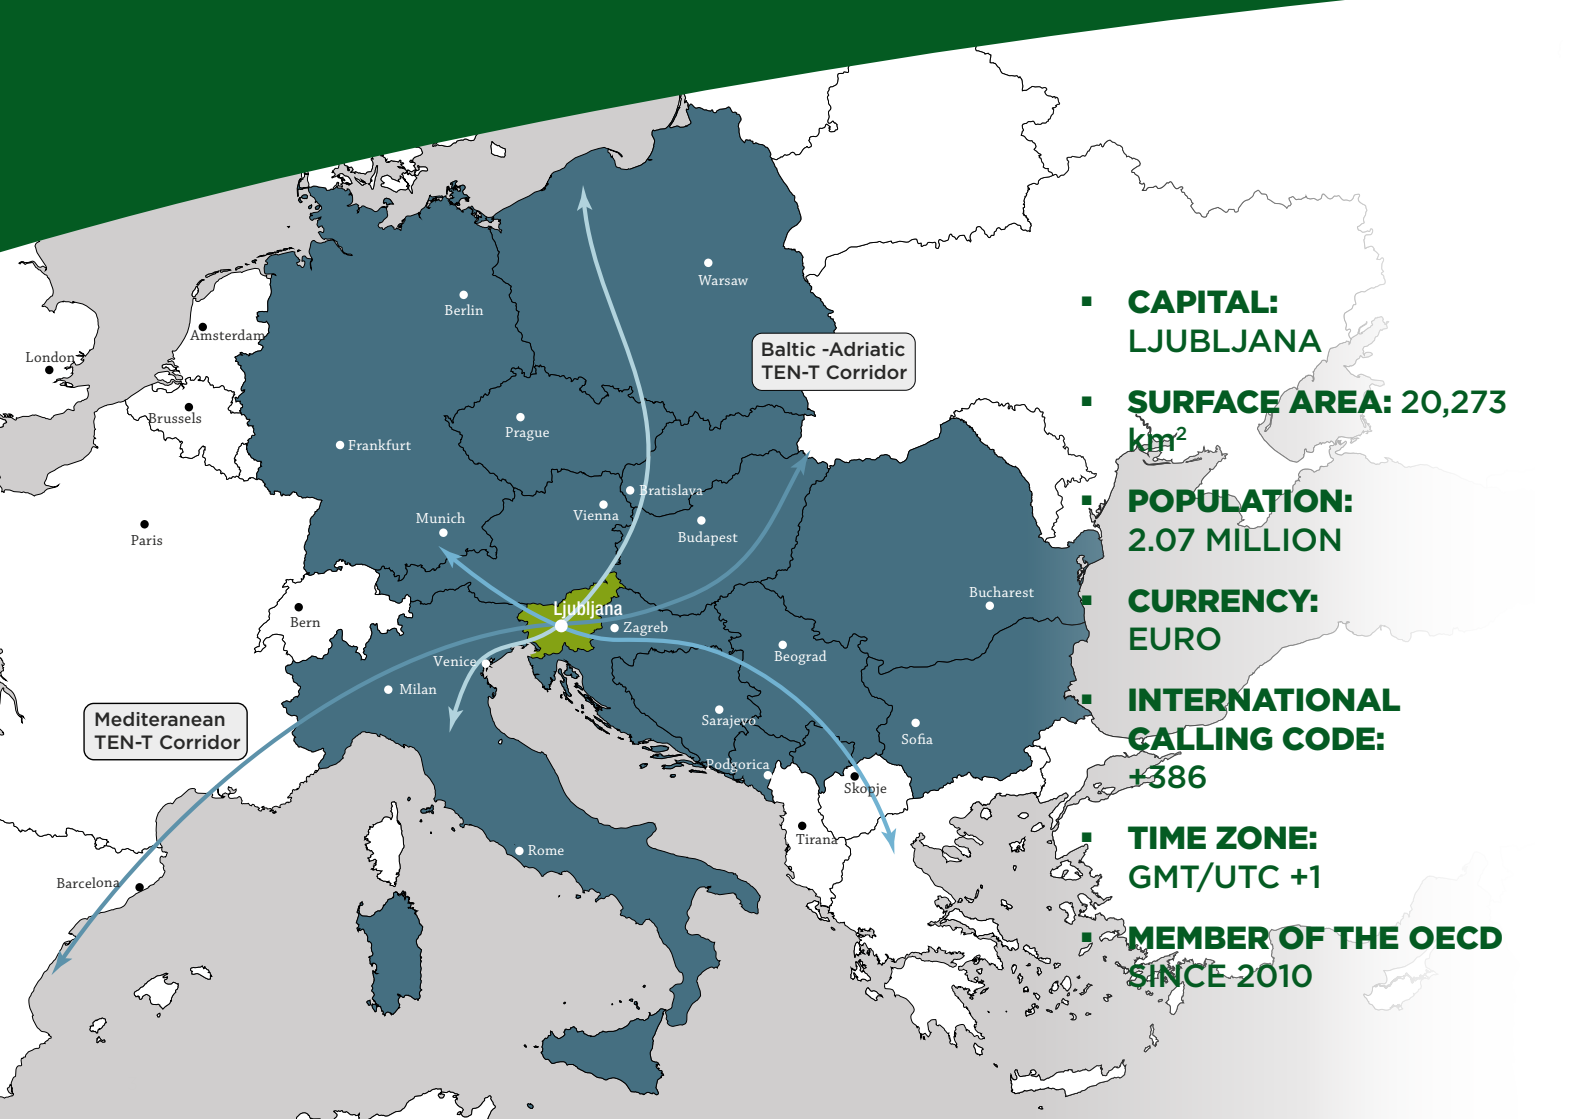 Warsaw
Berlin
Amsterdam
London
Baltic -Adriatic
TEN-T Corridor
Brussels
Prague
Frankfurt
Bratislava
Vienna
Munich
Budapest
Paris
Bucharest
Ljubljana
Bern
Zagreb
Venice
Beograd
Milan
Mediteranean
TEN-T Corridor
Sarajevo
Sofia
Podgorica
Skopje
Tirana
Rome
Barcelona
▪ CAPITAL:
LJUBLJANA
▪ SURFACE AREA: 20,273
km²
▪ POPULATION:
2.07 MILLION
▪ CURRENCY:
EURO
▪ INTERNATIONAL
CALLING CODE:
+386
▪ TIME ZONE:
GMT/UTC +1
▪ MEMBER OF THE OECD
SINCE 2010